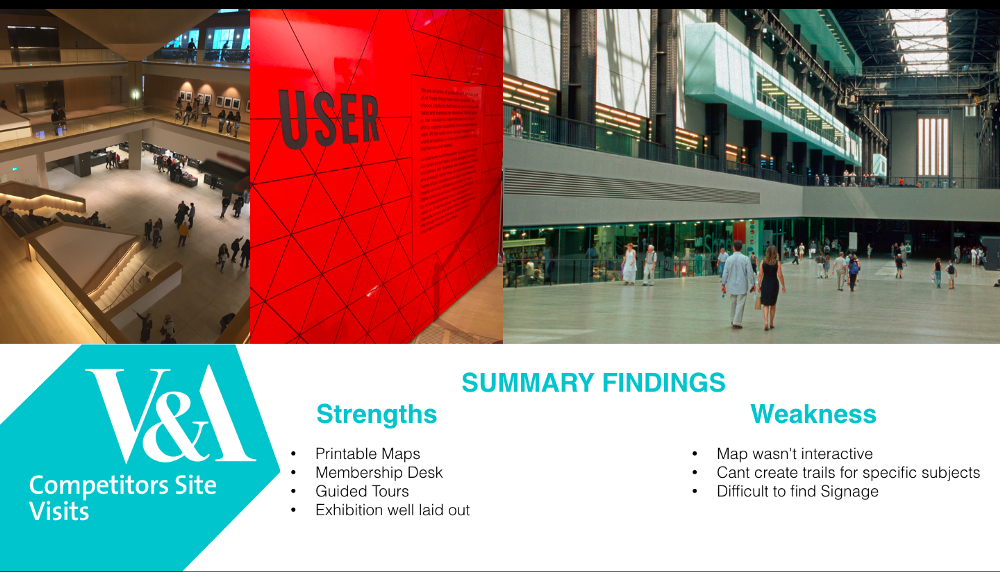 USER
V&A
Competitors Site
Visits
SUMMARY FINDINGS
Strengths
• Printable Maps
• Membership Desk
• Guided Tours
• Exhibition well laid out
Weakness
• Map wasn't interactive
• Cant create trails for specific subjects
• Difficult to find Signage